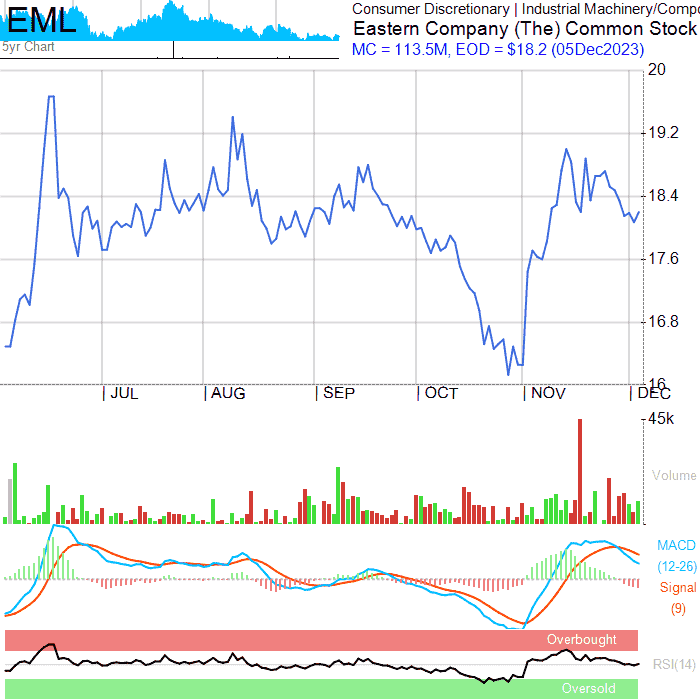 EML
5yr Chart
Consumer Discretionary | Industrial Machinery/Compo
Eastern Company (The) Common Stock
MC = 113.5M, EOD = $18.2 (05Dec2023)
20
19.2
18.4
17.6
16.8
16
| JUL | AUG | SEP | OCT | NOV | DEC
45k
Volume
MACD
(12-26)
Signal
(9)
Overbought
RSI(14)
Oversold